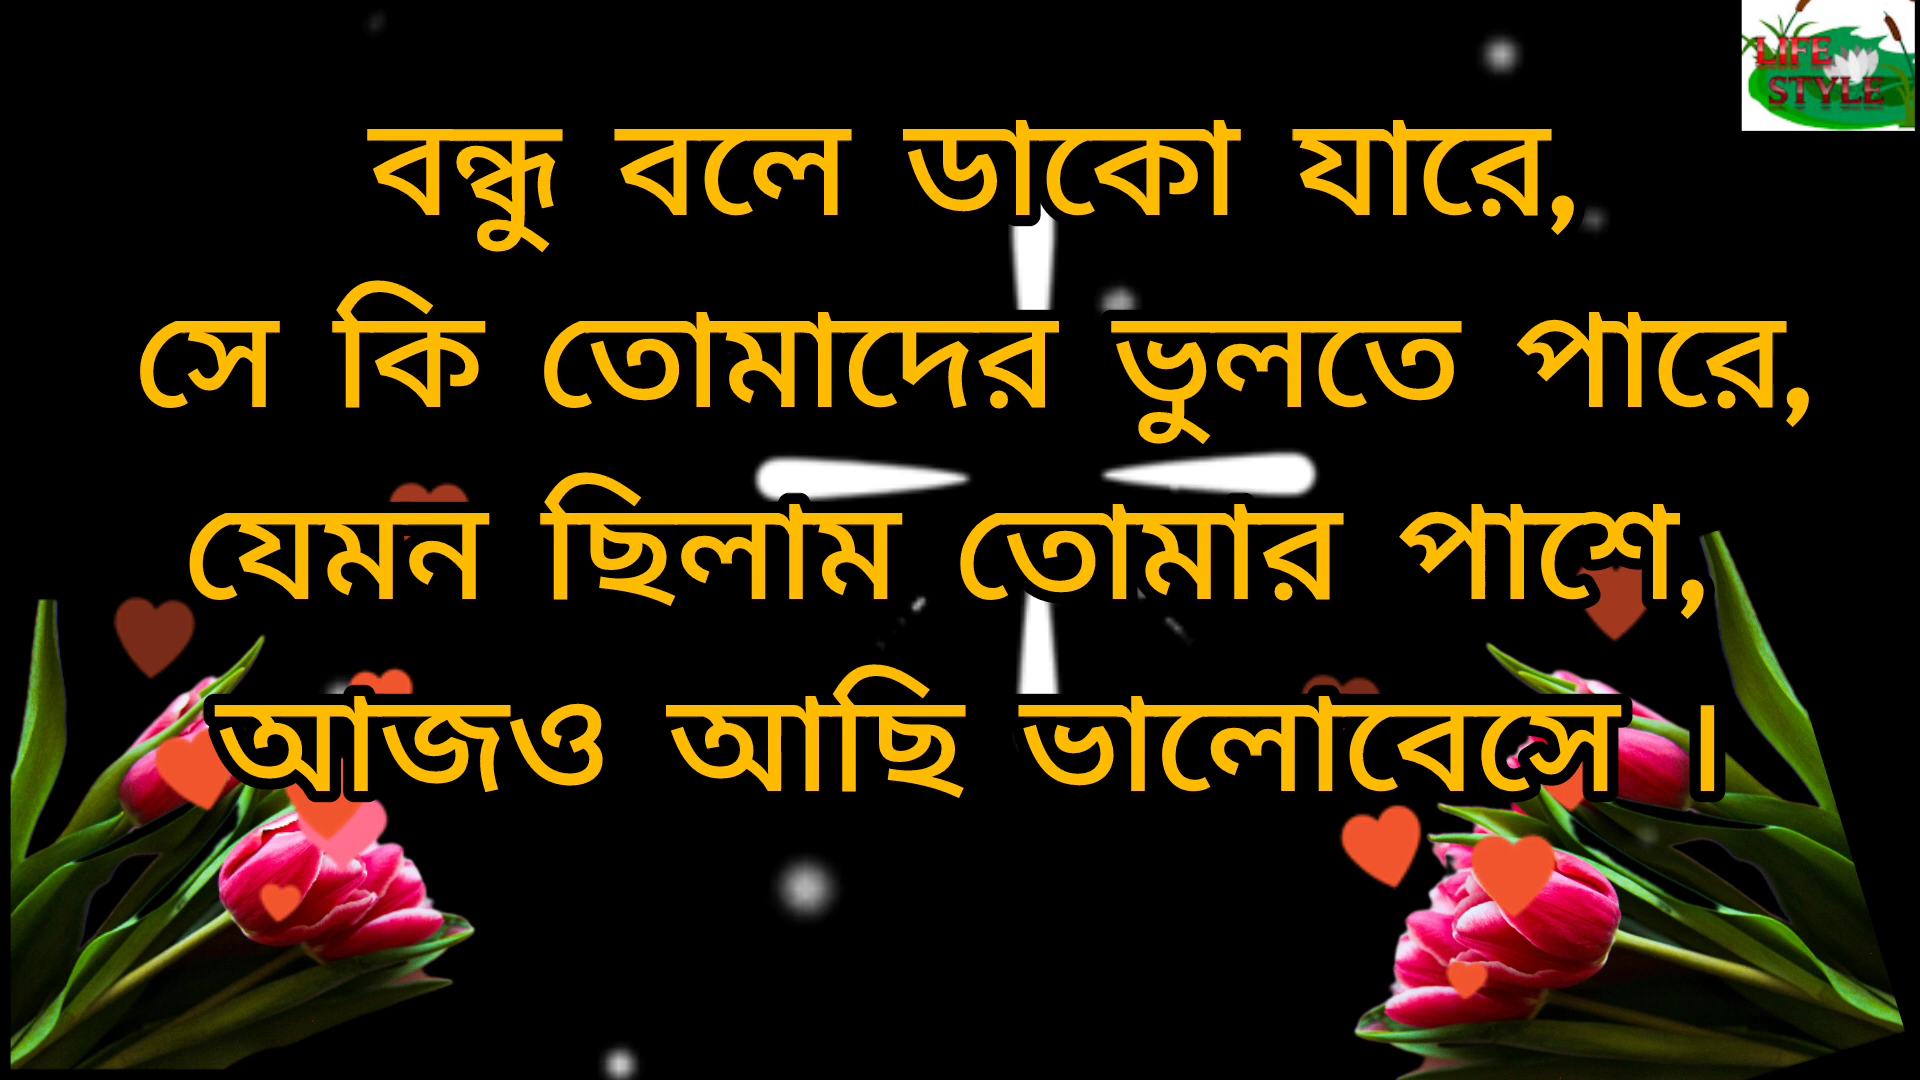 LIFE
STYLE
বন্ধু বলে ডাকো যারে,
সে কি তোমাদের ভুলতে পারে,
যেমন ছিলাম তোমার পাশে,
আজও আছি ভালোবেসে ।